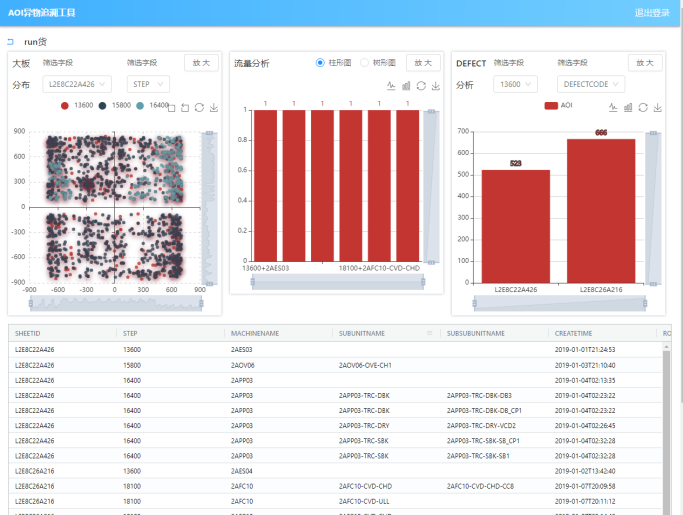 AOI异物追溯工具
退出登录
run货
大板 筛选字段 筛选字段 放 大
分布 L2E8C22A426 STEP
13600 15800 16400
900
600
300
0
-300
-600
-900
-900 -600 -300 0 300 600 900
流量分析 柱形图 树形图 放 大
1 1 1 1 1 1
1
0.8
0.6
0.4
0.2
0
13600+2AES03 18100+2AFC10-CVD-CHD
DEFECT 筛选字段 筛选字段 放 大
分析 13600 DEFECTCODE
AOI
700
600
500
400
300
200
100
0
523 666
L2E8C22A426 L2E8C26A216
SHEETID STEP MACHINENAME SUBUNITNAME SUBSUBUNITNAME CREATETIME RO
L2E8C22A426 13600 2AES03 2019-01-01T21:24:53
L2E8C22A426 15800 2AOV06 2AOV06-OVE-CH1 2019-01-03T21:10:40
L2E8C22A426 16400 2APP03 2019-01-04T02:13:35
L2E8C22A426 16400 2APP03 2APP03-TRC-DBK 2APP03-TRC-DBK-DB3 2019-01-04T02:23:22
L2E8C22A426 16400 2APP03 2APP03-TRC-DBK 2APP03-TRC-DBK-DB_CP1 2019-01-04T02:23:22
L2E8C22A426 16400 2APP03 2APP03-TRC-DRY 2APP03-TRC-DRY-VCD2 2019-01-04T02:26:45
L2E8C22A426 16400 2APP03 2APP03-TRC-SBK 2APP03-TRC-SBK-SB_CP1 2019-01-04T02:32:28
L2E8C22A426 16400 2APP03 2APP03-TRC-SBK 2APP03-TRC-SBK-SB1 2019-01-04T02:32:28
L2E8C26A216 13600 2AES04 2019-01-02T13:42:40
L2E8C26A216 18100 2AFC10 2AFC10-CVD-CHD 2AFC10-CVD-CHD-CC8 2019-01-07T20:09:58
L2E8C26A216 18100 2AFC10 2AFC10-CVD-ULL 2019-01-07T20:11:12